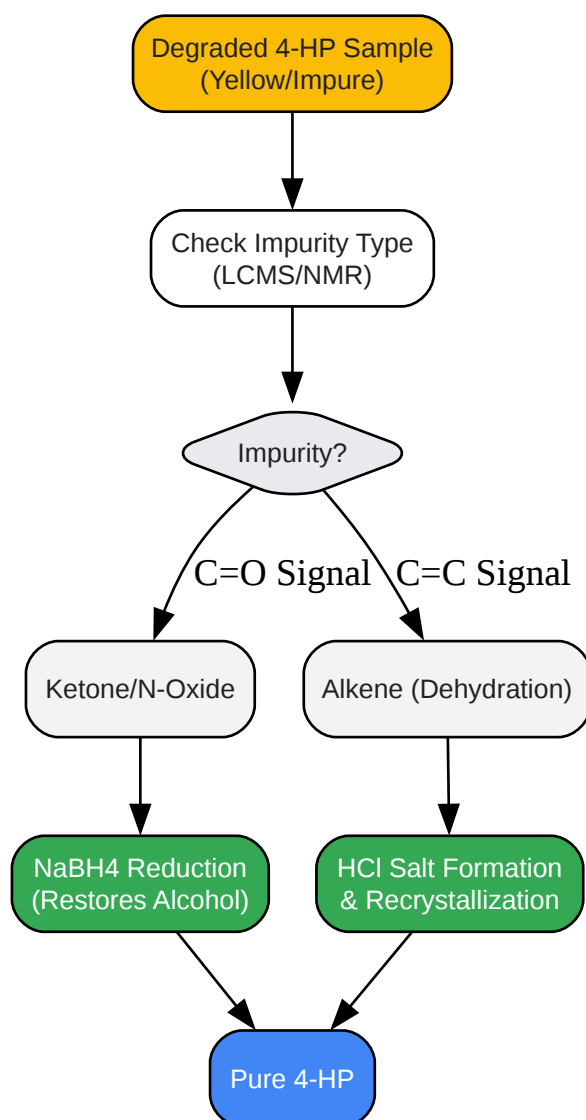 Degraded 4-HP Sample
(Yellow/Impure)
Check Impurity Type
(LCMS/NMR)
Impurity?
C=O Signal
C=C Signal
Ketone/N-Oxide
Alkene (Dehydration)
NaBH4 Reduction
(Restores Alcohol)
HCl Salt Formation
& Recrystallization
Pure 4-HP